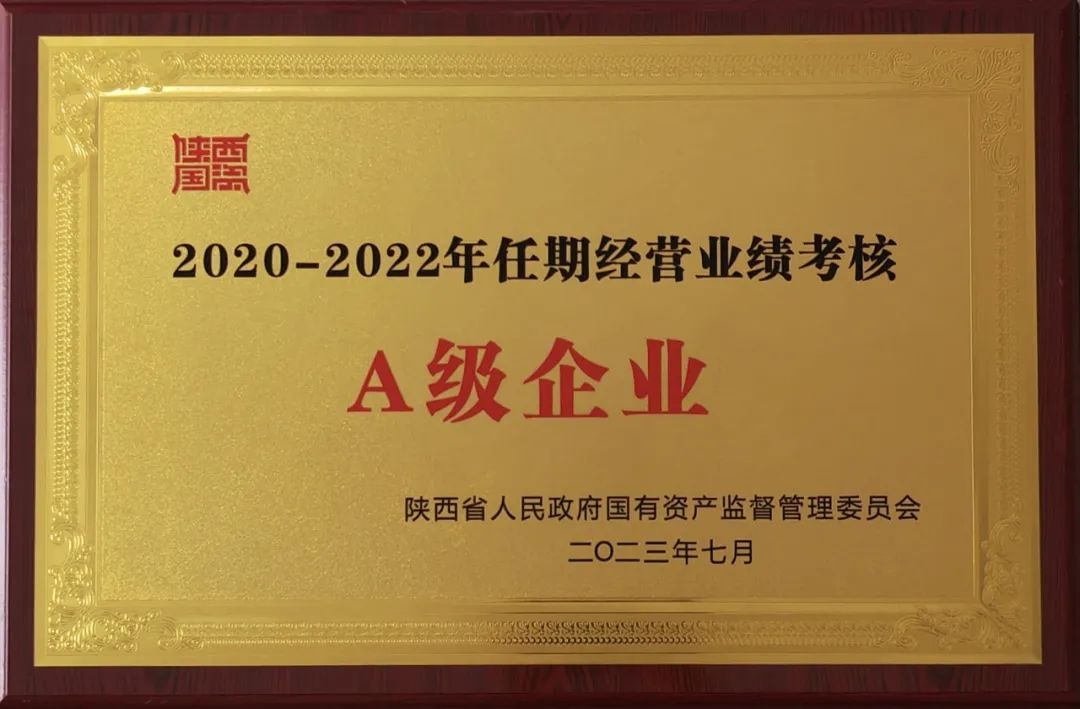 陕西
国资
2020-2022年任期经营业绩考核
A级企业
陕西省人民政府国有资产监督管理委员会
二〇二三年七月